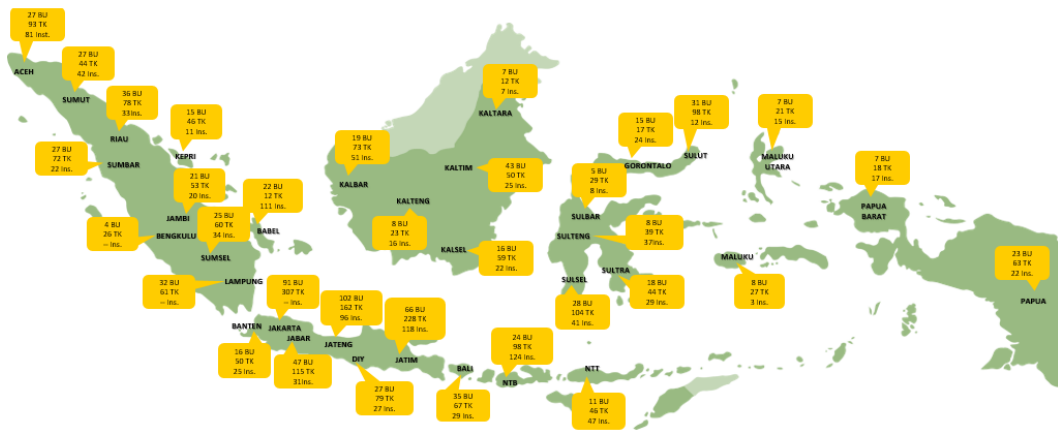 27 BU
93 TK
81 Inst.
ACEH
27 BU
44 TK
42 Ins.
SUMUT
36 BU
78 TK
33Ins.
RIAU
15 BU
46 TK
11 Ins.
KEPRI
27 BU
72 TK
22 Ins.
SUMBAR
21 BU
53 TK
20 Ins.
JAMBI
22 BU
12 TK
111 Ins.
BABEL
4 BU
26 TK
-- Ins.
BENGKULU
25 BU
60 TK
34 Ins.
SUMSEL
32 BU
61 TK
-- Ins.
LAMPUNG
91 BU
307 TK
-- Ins.
JAKARTA
BANTEN
16 BU
50 TK
25 Ins.
JABAR
47 BU
115 TK
31Ins.
102 BU
162 TK
96 Ins.
JATENG
DIY
27 BU
79 TK
27 Ins.
66 BU
228 TK
118 Ins.
JATIM
BALI
35 BU
67 TK
29 Ins.
24 BU
98 TK
124 Ins.
NTB
NTT
11 BU
46 TK
47 Ins.
19 BU
73 TK
51 Ins.
KALBAR
7 BU
12 TK
7 Ins.
KALTARA
KALTIM
43 BU
50 TK
25 Ins.
KALTENG
8 BU
23 TK
16 Ins.
KALSEL
16 BU
59 TK
22 Ins.
15 BU
17 TK
24 Ins.
GORONTALO
31 BU
98 TK
12 Ins.
SULUT
5 BU
29 TK
8 Ins.
SULBAR
SULTENG
8 BU
39 TK
37Ins.
SULSEL
28 BU
104 TK
41 Ins.
SULTRA
18 BU
44 TK
29 Ins.
7 BU
21 TK
15 Ins.
MALUKU
UTARA
MALUKU
8 BU
27 TK
3 Ins.
7 BU
18 TK
17 Ins.
PAPUA
BARAT
23 BU
63 TK
22 Ins.
PAPUA